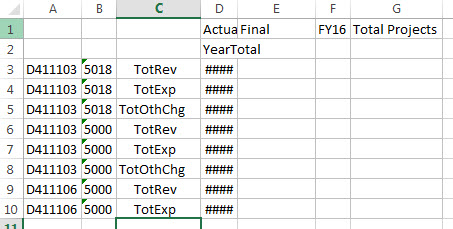 A B C D E F G
1 Actua Final FY16 Total Projects
2 YearTotal
3 D411103 5018 TotRev ####
4 D411103 5018 TotExp ####
5 D411103 5018 TotOthChg ####
6 D411103 5000 TotRev ####
7 D411103 5000 TotExp ####
8 D411103 5000 TotOthChg ####
9 D411106 5000 TotRev ####
10 D411106 5000 TotExp ####
11